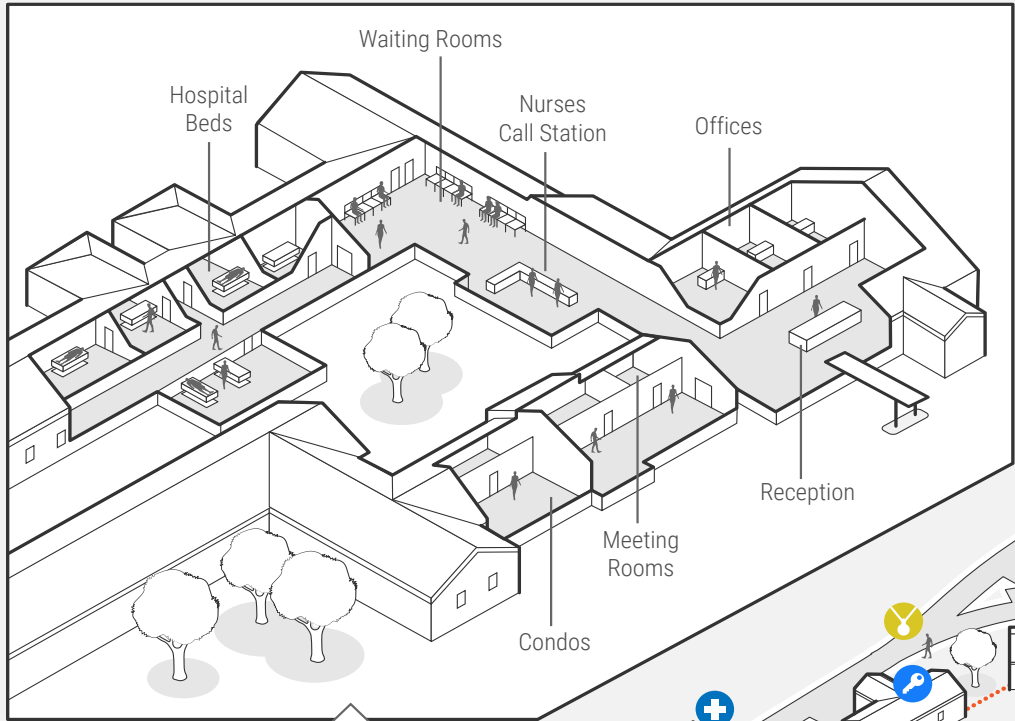 Waiting Rooms
Hospital
Beds
Nurses
Call Station
Offices
Reception
Meeting
Rooms
Condos